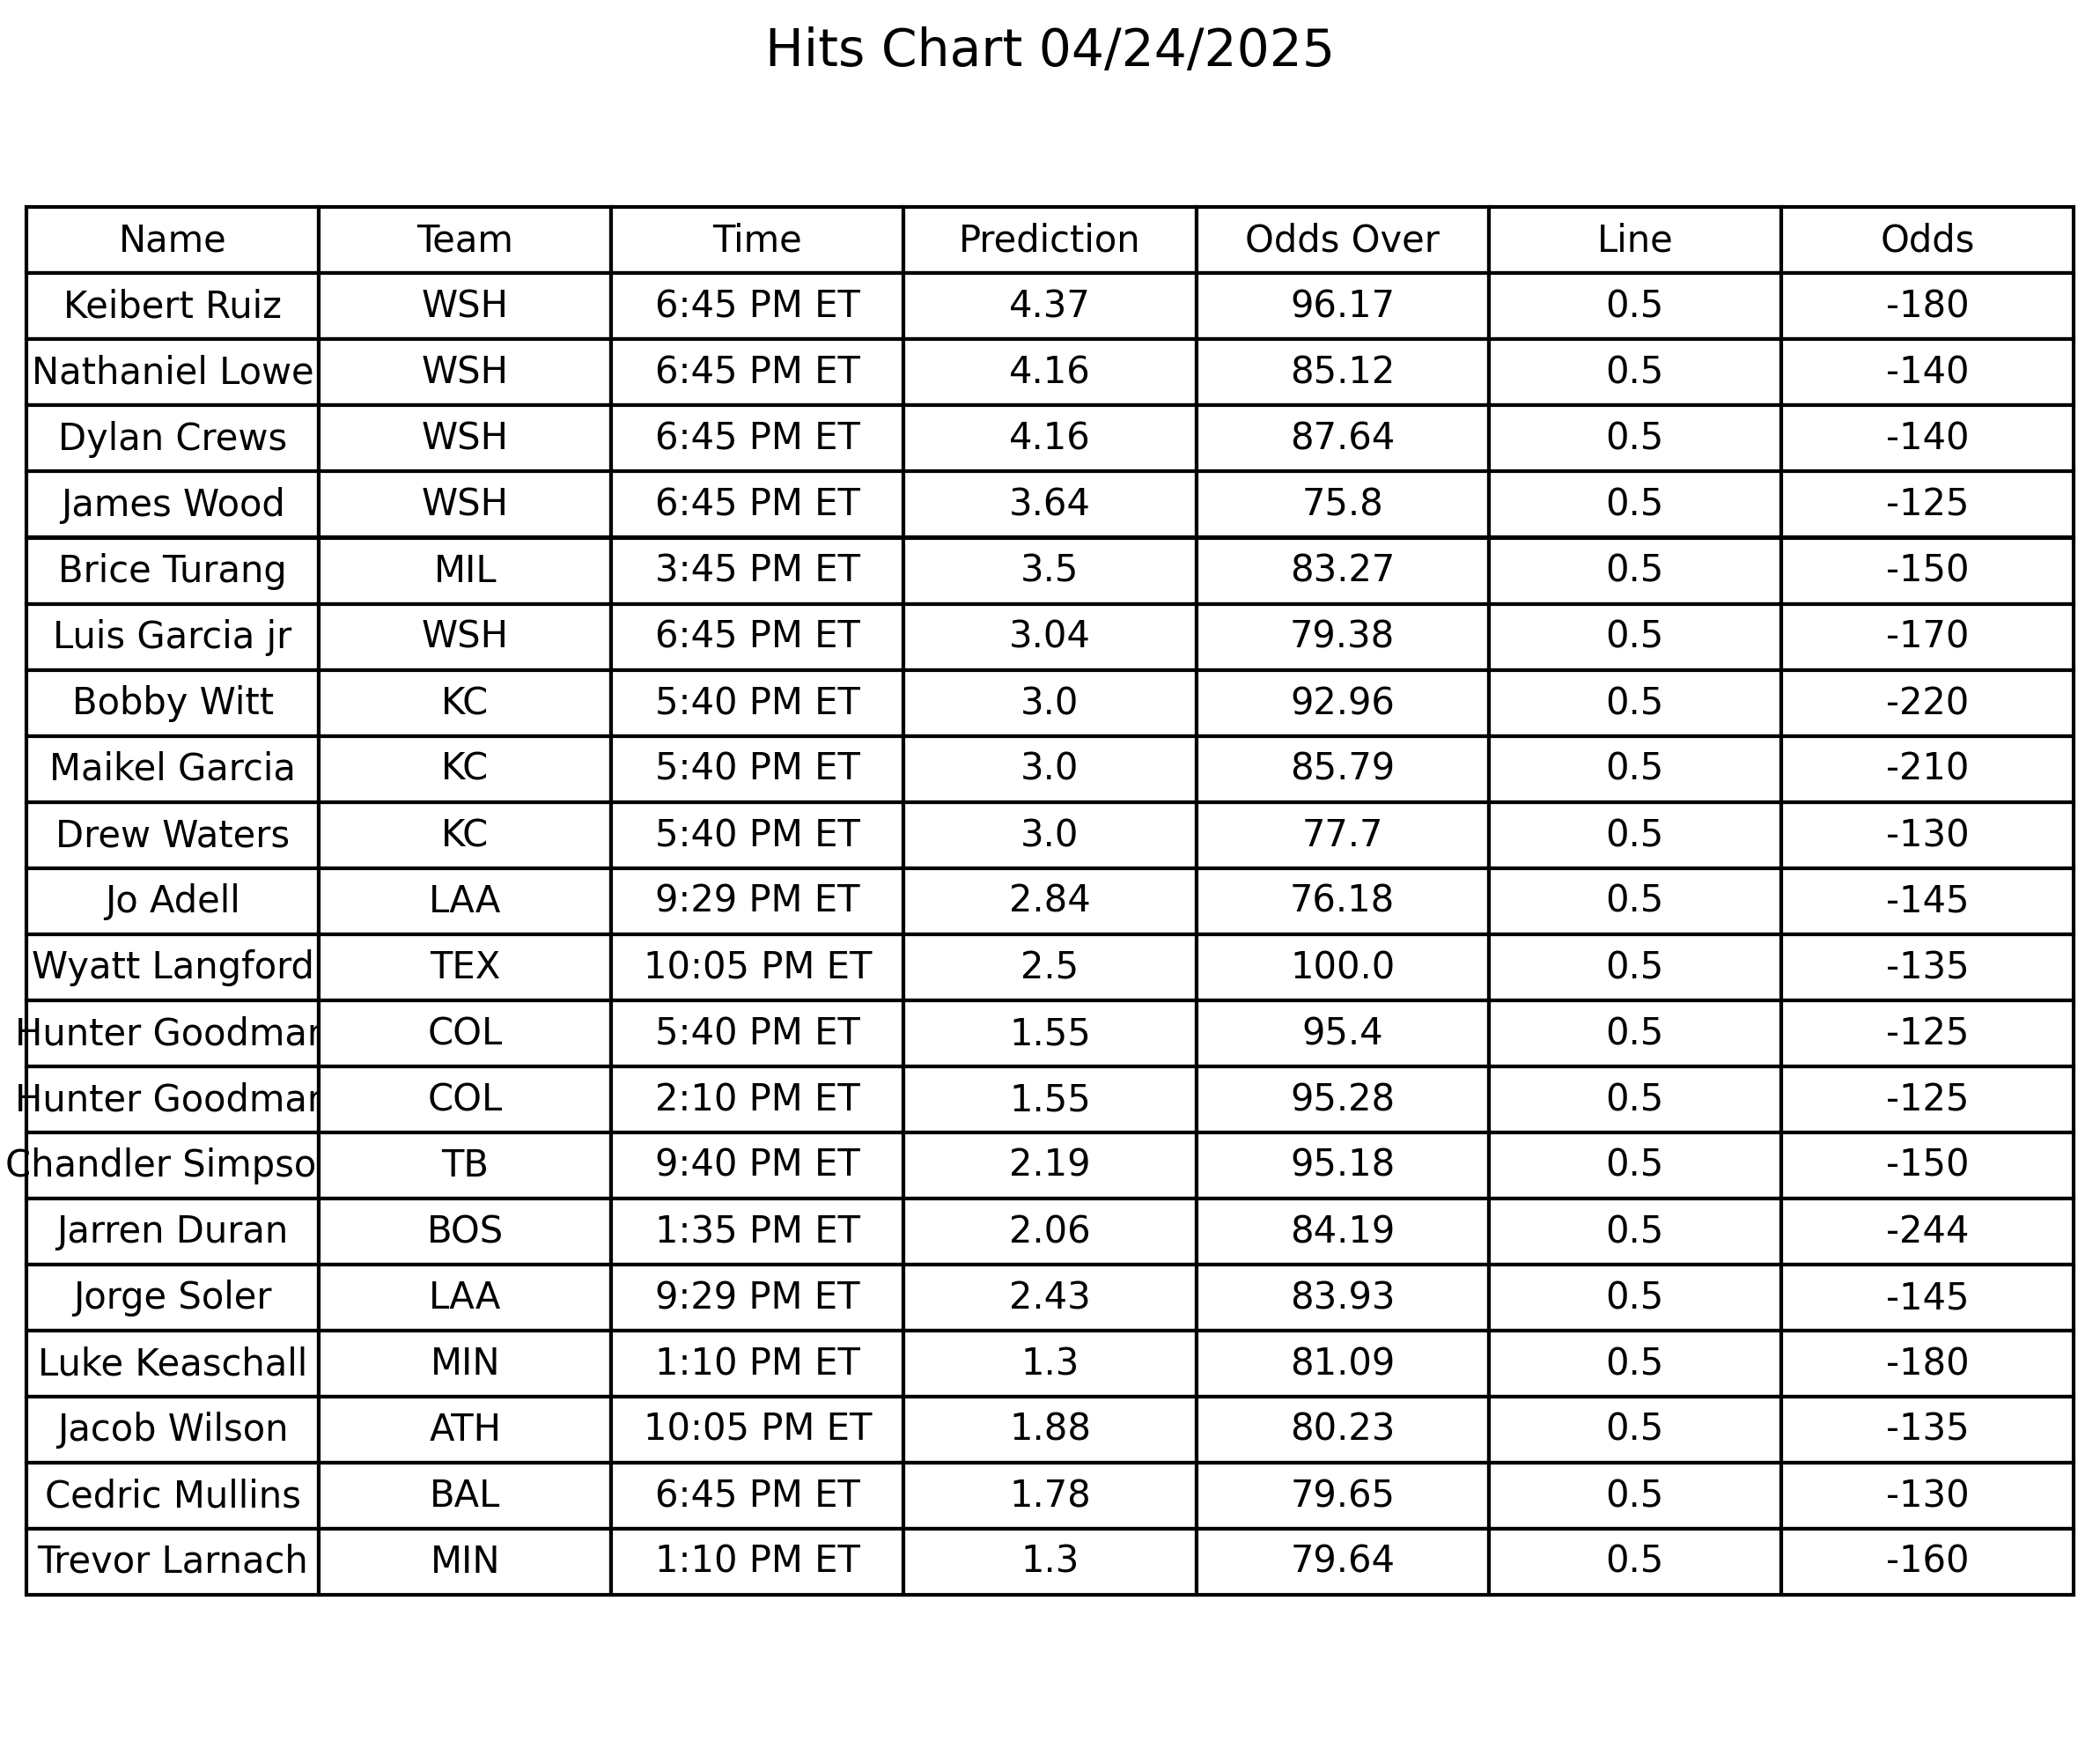 Hits Chart 04/24/2025
Name Team Time Prediction Odds Over Line Odds
Keibert Ruiz WSH 6:45 PM ET 4.37 96.17 0.5 -180
Nathaniel Lowe WSH 6:45 PM ET 4.16 85.12 0.5 -140
Dylan Crews WSH 6:45 PM ET 4.16 87.64 0.5 -140
James Wood WSH 6:45 PM ET 3.64 75.8 0.5 -125
Brice Turang MIL 3:45 PM ET 3.5 83.27 0.5 -150
Luis Garcia jr WSH 6:45 PM ET 3.04 79.38 0.5 -170
Bobby Witt KC 5:40 PM ET 3.0 92.96 0.5 -220
Maikel Garcia KC 5:40 PM ET 3.0 85.79 0.5 -210
Drew Waters KC 5:40 PM ET 3.0 77.7 0.5 -130
Jo Adell LAA 9:29 PM ET 2.84 76.18 0.5 -145
Wyatt Langford TEX 10:05 PM ET 2.5 100.0 0.5 -135
Hunter Goodman COL 5:40 PM ET 1.55 95.4 0.5 -125
Hunter Goodman COL 2:10 PM ET 1.55 95.28 0.5 -125
Chandler Simpso TB 9:40 PM ET 2.19 95.18 0.5 -150
Jarren Duran BOS 1:35 PM ET 2.06 84.19 0.5 -244
Jorge Soler LAA 9:29 PM ET 2.43 83.93 0.5 -145
Luke Keaschall MIN 1:10 PM ET 1.3 81.09 0.5 -180
Jacob Wilson ATH 10:05 PM ET 1.88 80.23 0.5 -135
Cedric Mullins BAL 6:45 PM ET 1.78 79.65 0.5 -130
Trevor Larnach MIN 1:10 PM ET 1.3 79.64 0.5 -160